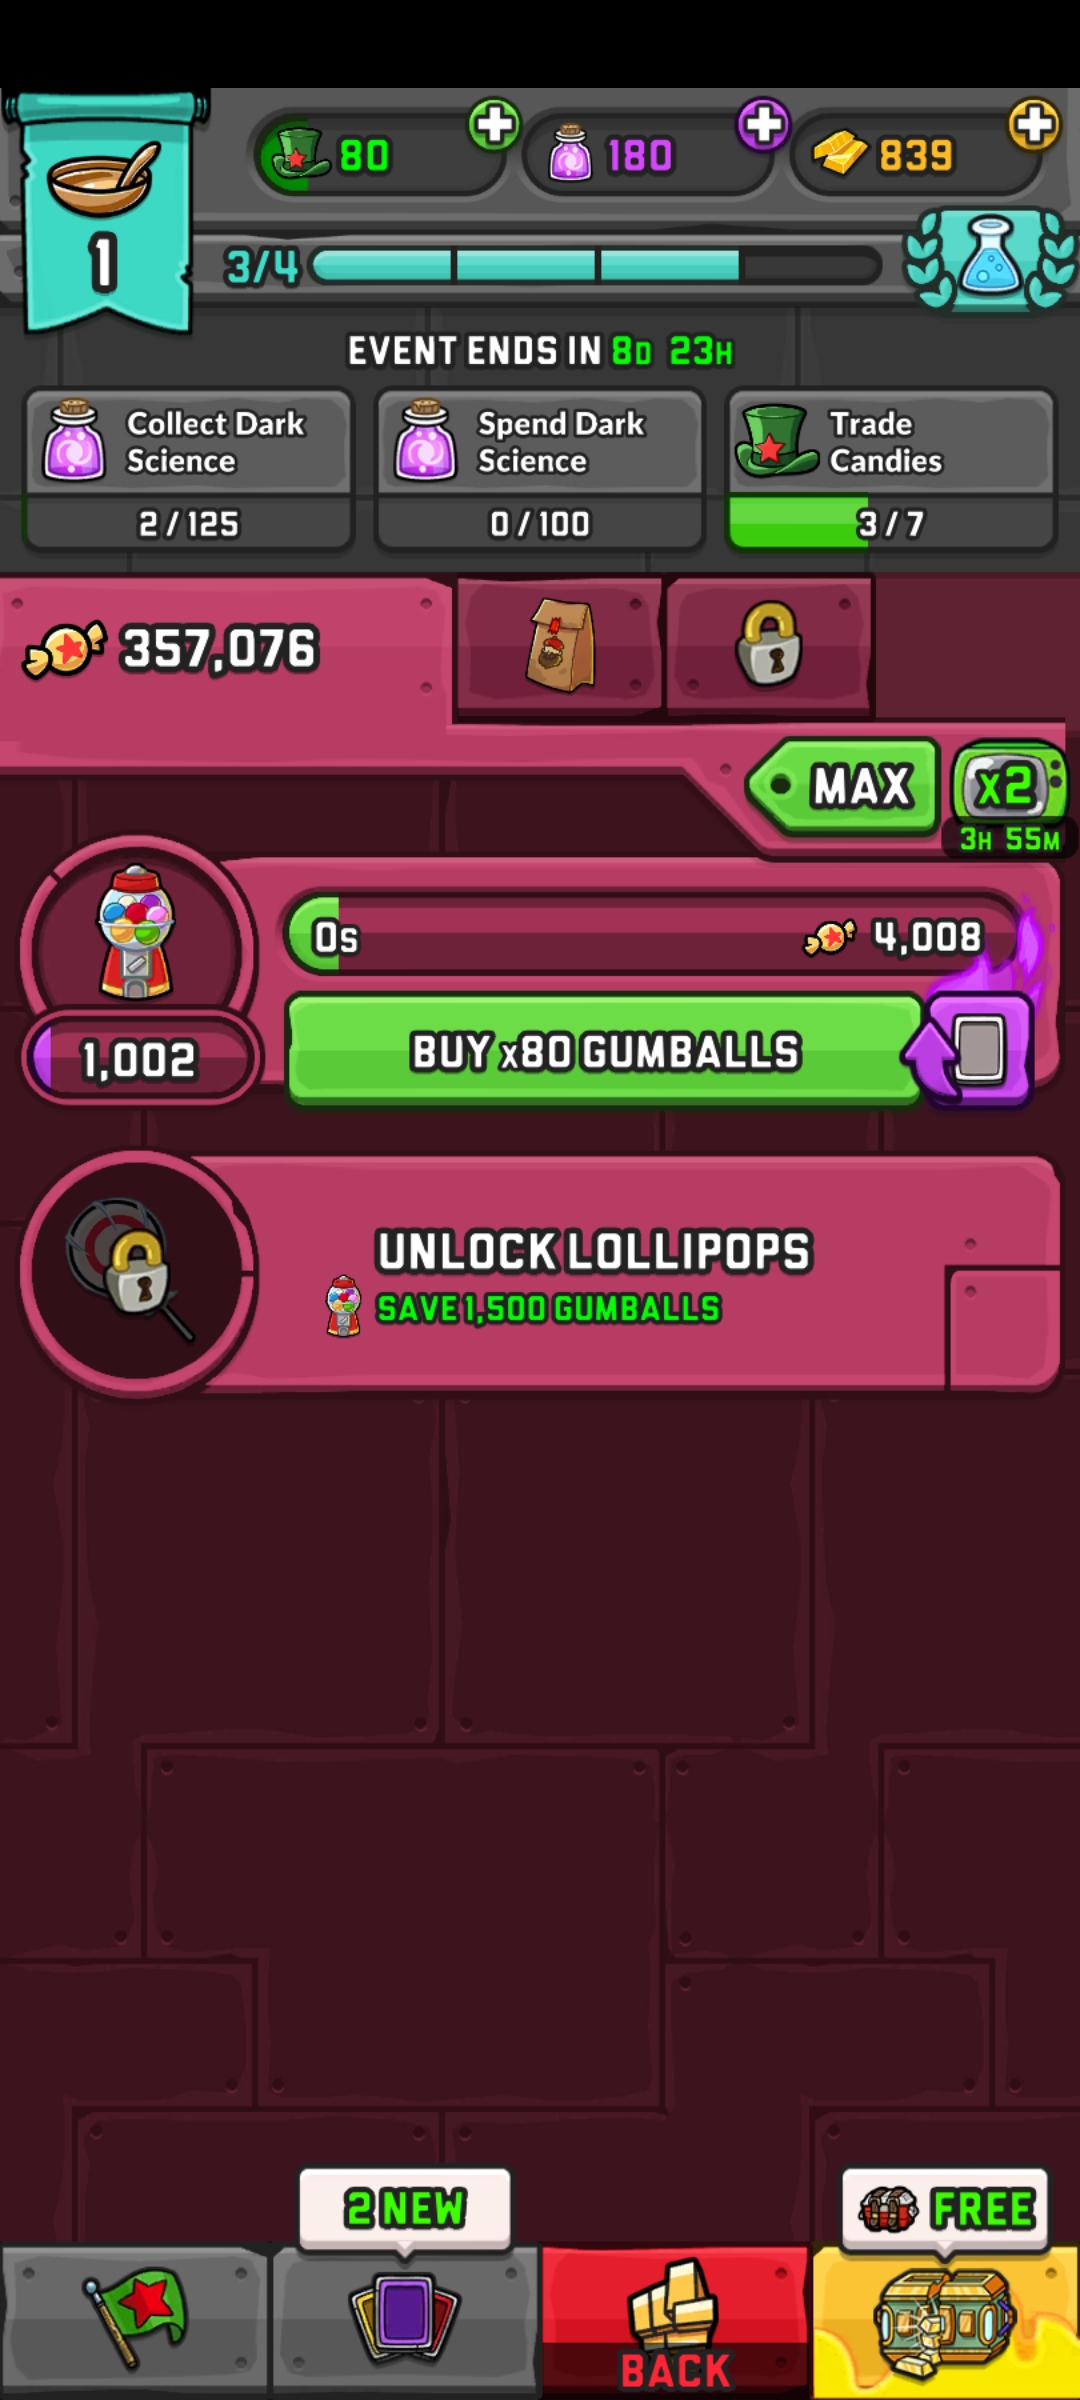 80
180
839
1
3/4
EVENT ENDS IN 8D 23H
Collect Dark
Science
2 / 125
Spend Dark
Science
0 / 100
Trade
Candies
3 / 7
357,076
MAX
x2
3H 55M
0s
4,008
1,002
BUY x80 GUMBALLS
UNLOCK LOLLIPOPS
SAVE 1,500 GUMBALLS
2 NEW
FREE
BACK